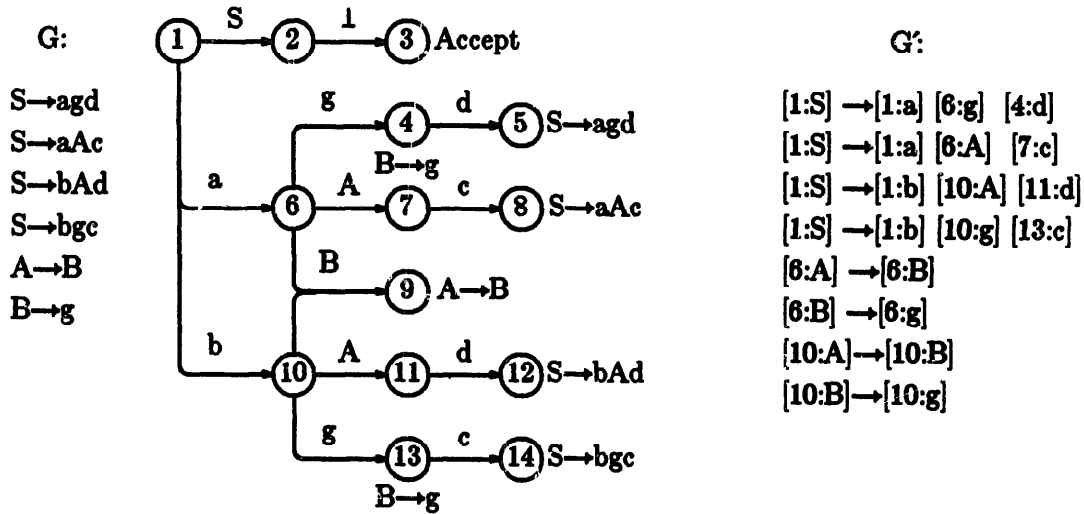 G:
S→agd
S→aAc
S→bAd
S→bgc
A→B
B→g
S
⊥
1
2
3
Accept
g
d
4
5
S→agd
B→g
a
A
c
6
7
8
S→aAc
B
9
A→B
b
A
d
10
11
12
S→bAd
g
c
13
14
S→bgc
B→g
G':
[1:S] →[1:a] [6:g] [4:d]
[1:S] →[1:a] [6:A] [7:c]
[1:S] →[1:b] [10:A] [11:d]
[1:S] →[1:b] [10:g] [13:c]
[6:A] →[6:B]
[6:B] →[6:g]
[10:A]→[10:B]
[10:B]→[10:g]